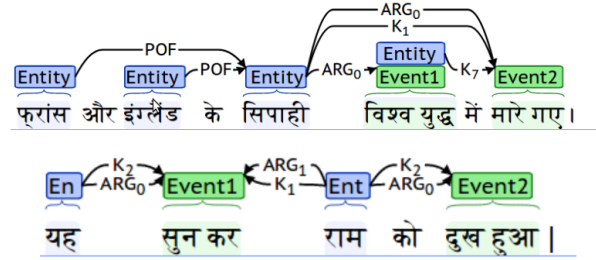 ARG₀
K₁
POF Entity
Entity Entity POF Entity ARG₀ Event1 K₇ Event2
फ्रांस और इंग्लैंड के सिपाही विश्व युद्ध में मारे गए।
K₂ ARG₁ K₂
En ARG₀ Event1 K₁ Ent ARG₀ Event2
यह सुन कर राम को दुख हुआ |